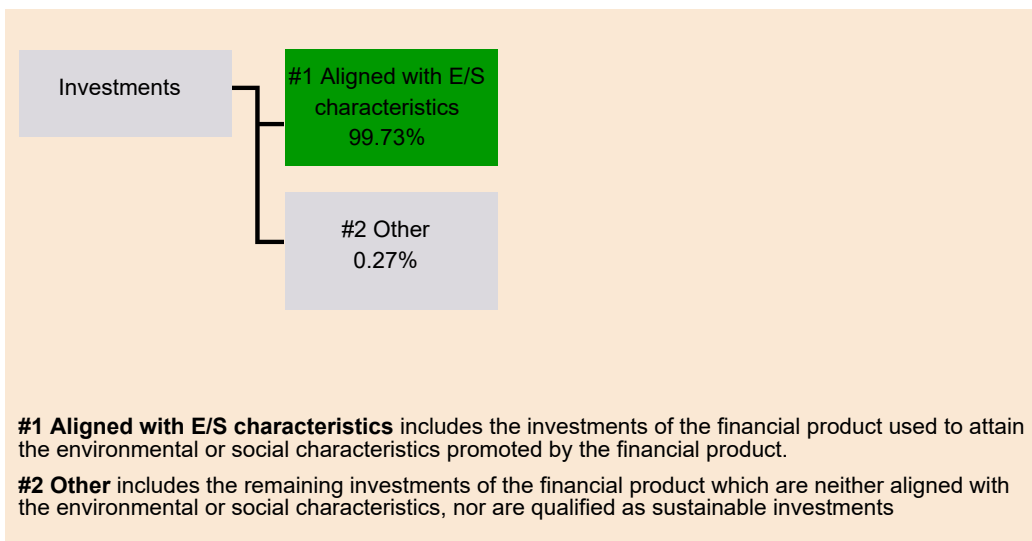 Investments
#1 Aligned with E/S
characteristics
99.73%
#2 Other
0.27%
#1 Aligned with E/S characteristics includes the investments of the financial product used to attain
the environmental or social characteristics promoted by the financial product.
#2 Other includes the remaining investments of the financial product which are neither aligned with
the environmental or social characteristics, nor are qualified as sustainable investments